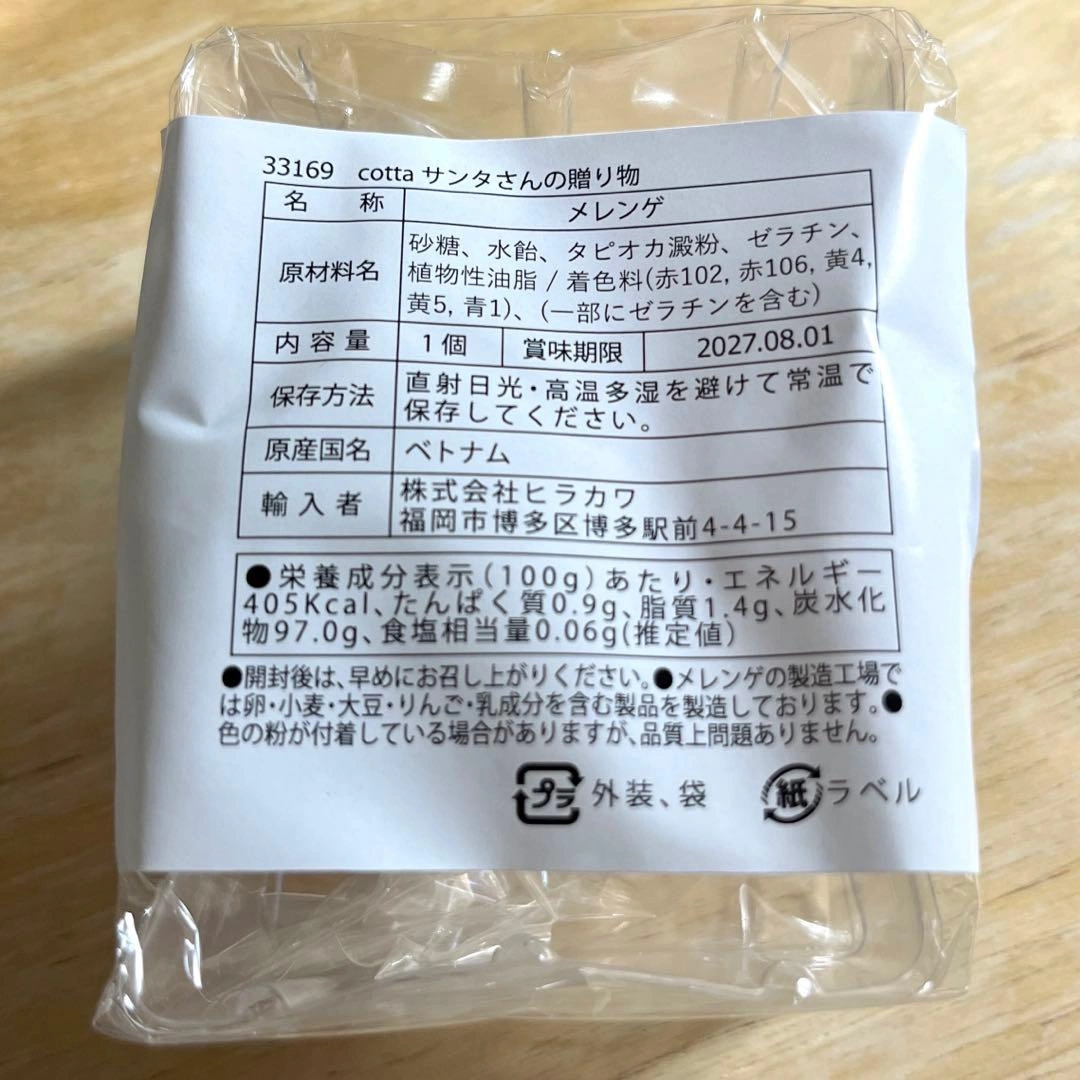 33169 cotta サンタさんの贈り物
名 称 メレンゲ
原材料名 砂糖、水飴、タピオカ澱粉、ゼラチン、
植物性油脂 / 着色料(赤102, 赤106, 黄4,
黄5, 青1)、(一部にゼラチンを含む)
内容量 1個 賞味期限 2027.08.01
保存方法 直射日光・高温多湿を避けて常温で
保存してください。
原産国名 ベトナム
輸入者 株式会社ヒラカワ
福岡市博多区博多駅前4-4-15
●栄養成分表示(100g)あたり・エネルギー
405Kcal、たんぱく質0.9g、脂質1.4g、炭水化
物97.0g、食塩相当量0.06g(推定値)
●開封後は、早めにお召し上がりください。●メレンゲの製造工場で
は卵・小麦・大豆・りんご・乳成分を含む製品を製造しております。●
色の粉が付着している場合がありますが、品質上問題ありません。
プラ 外装、袋 紙 ラベル